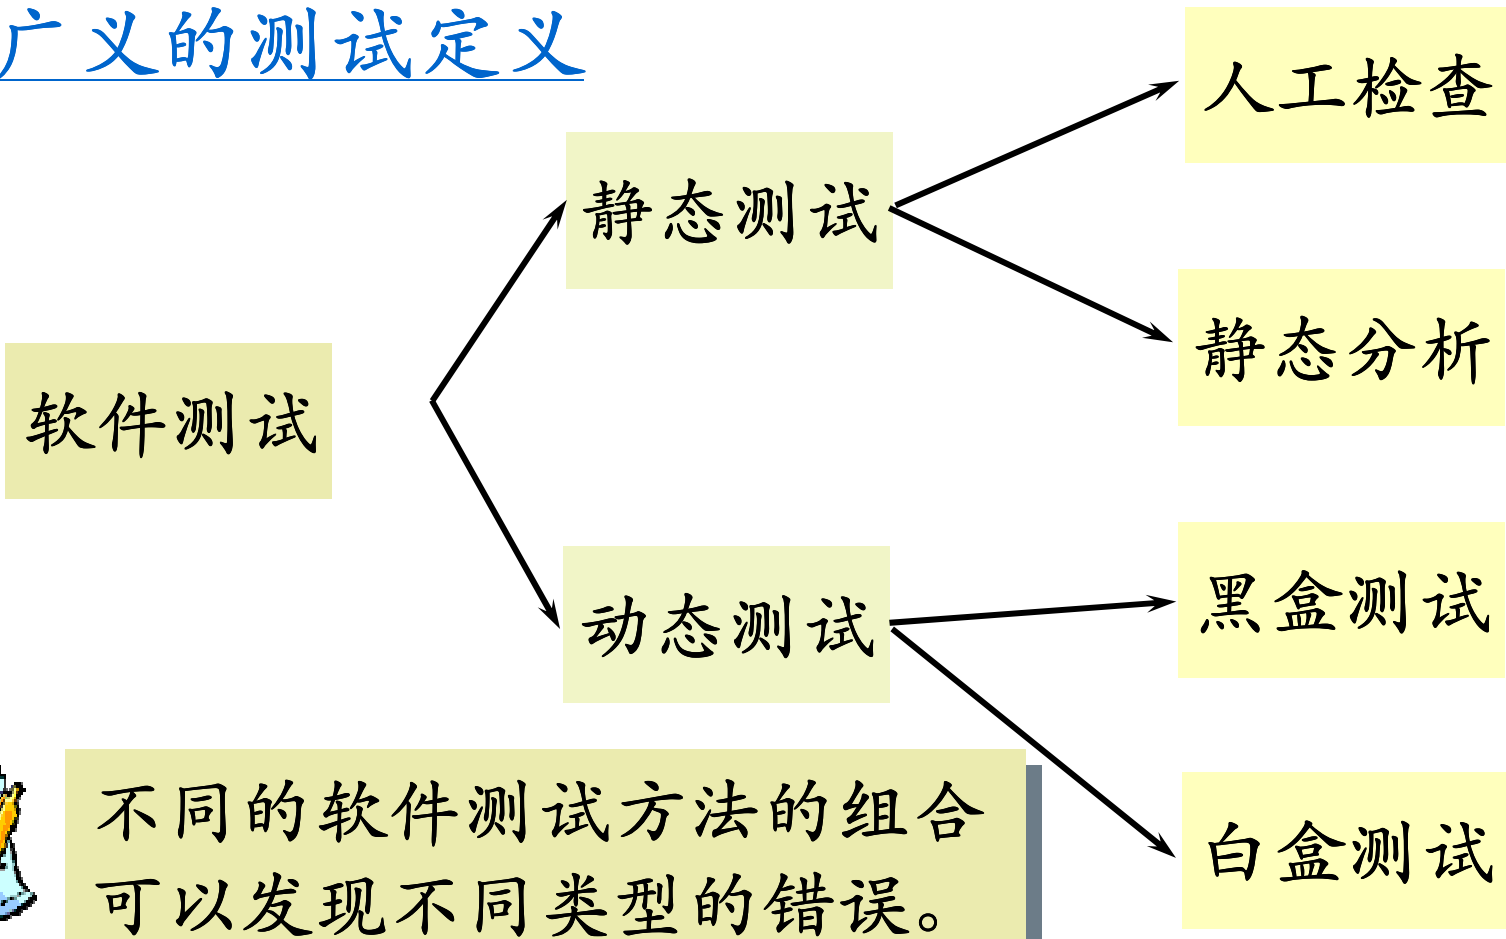 广义的测试定义
人工检查
静态测试
静态分析
软件测试
动态测试
黑盒测试
白盒测试
不同的软件测试方法的组合
可以发现不同类型的错误。